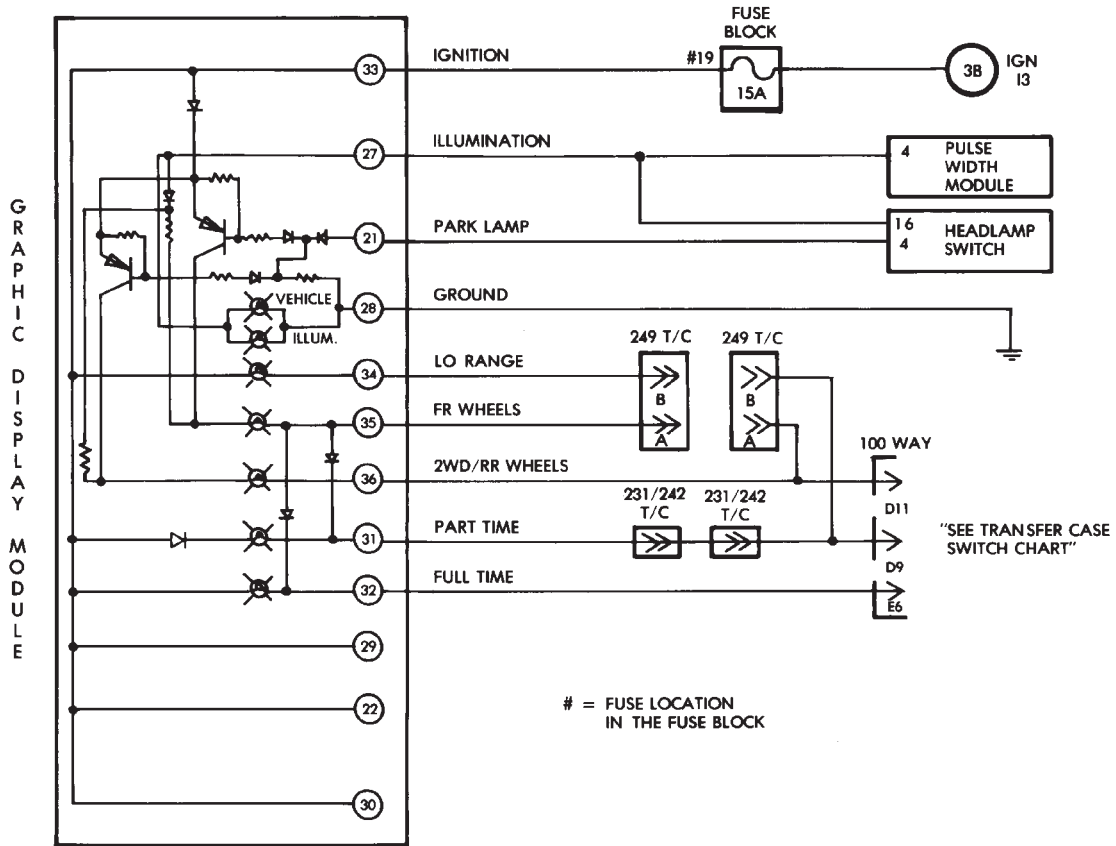 GRAPHIC DISPLAY MODULE
FUSE
BLOCK
#19
15A
3B
IGN
I3
33
IGNITION
27
ILLUMINATION
4 PULSE
WIDTH
MODULE
21
PARK LAMP
16
4
HEADLAMP
SWITCH
VEHICLE
ILLUM.
28
GROUND
34
LO RANGE
249 T/C
B
A
249 T/C
B
A
35
FR WHEELS
36
2WD/RR WHEELS
100 WAY
D11
31
PART TIME
231/242
T/C
231/242
T/C
D9
"SEE TRANSFER CASE
SWITCH CHART"
32
FULL TIME
E6
29
22
30
# = FUSE LOCATION
IN THE FUSE BLOCK